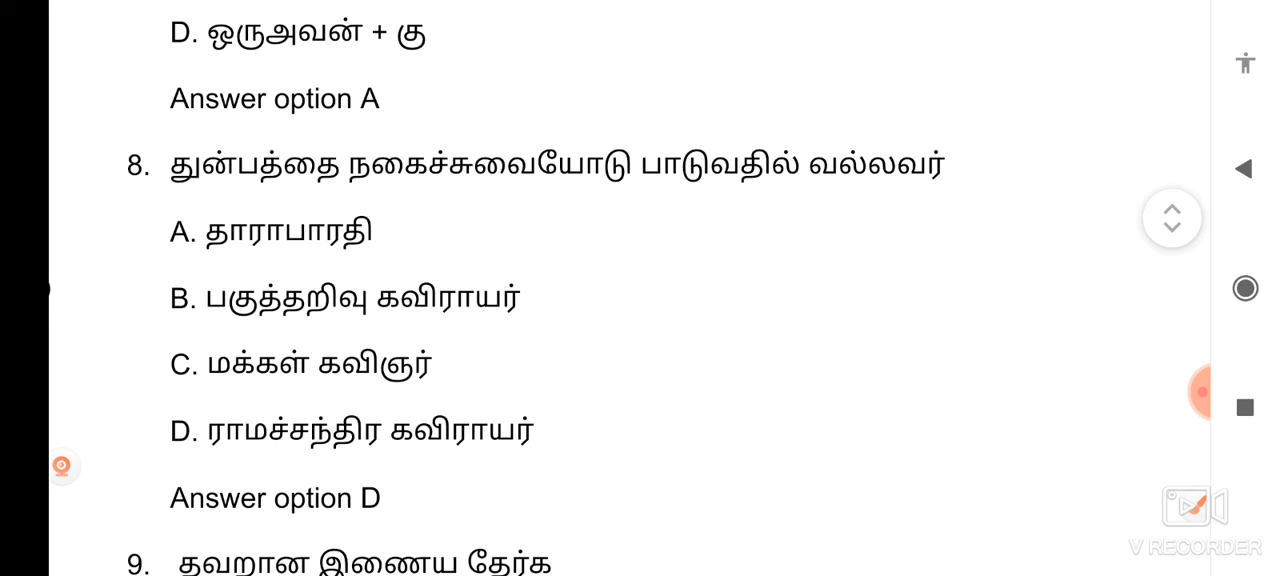 D. ஒருஅவன் + கு
Answer option A
8. துன்பத்தை நகைச்சுவையோடு பாடுவதில் வல்லவர்
A. தாராபாரதி
B. பகுத்தறிவு கவிராயர்
C. மக்கள் கவிஞர்
D. ராமச்சந்திர கவிராயர்
Answer option D
9. தவறான இணைய தேர்க
V RECORDER